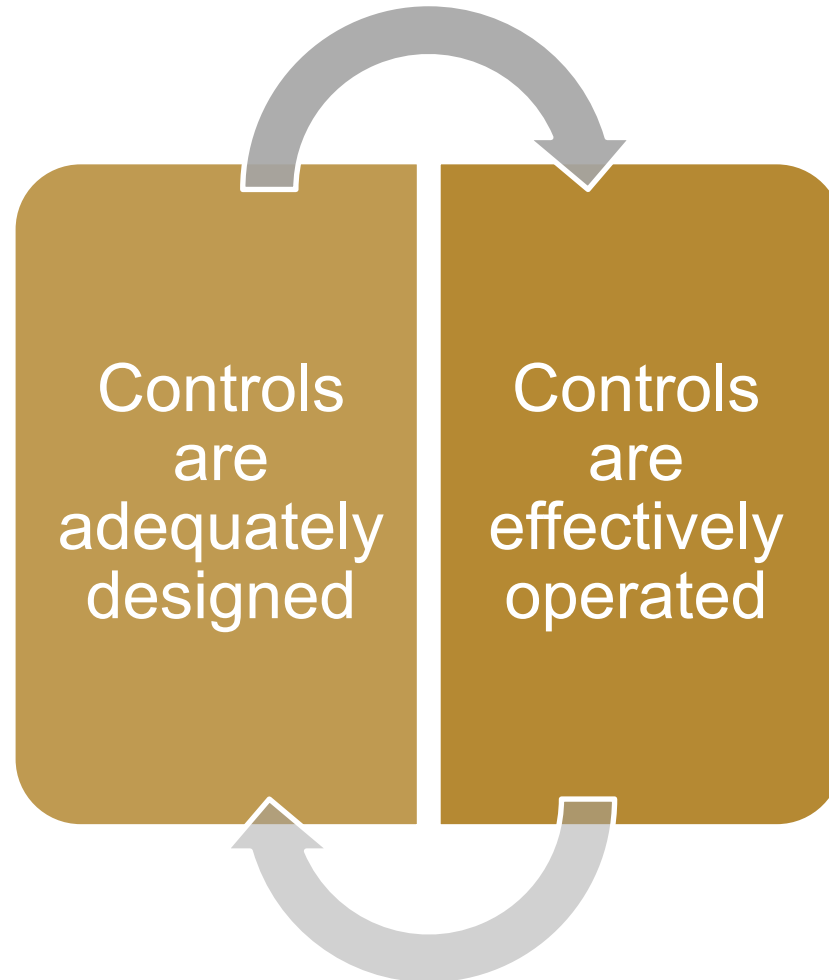 Controls
are
adequately
designed
Controls
are
effectively
operated